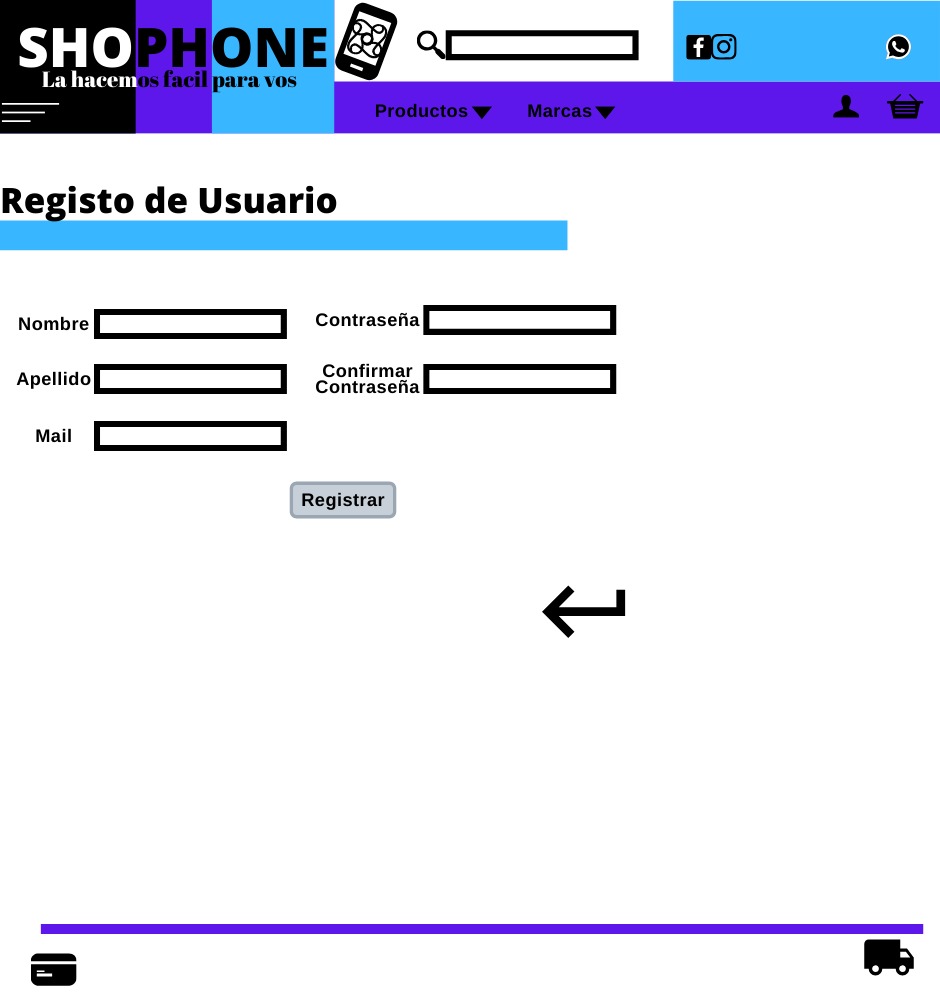 SHOPHONE
La hacemos facil para vos
Productos
Marcas
Registo de Usuario
Nombre
Contraseña
Apellido
Confirmar
Contraseña
Mail
Registrar